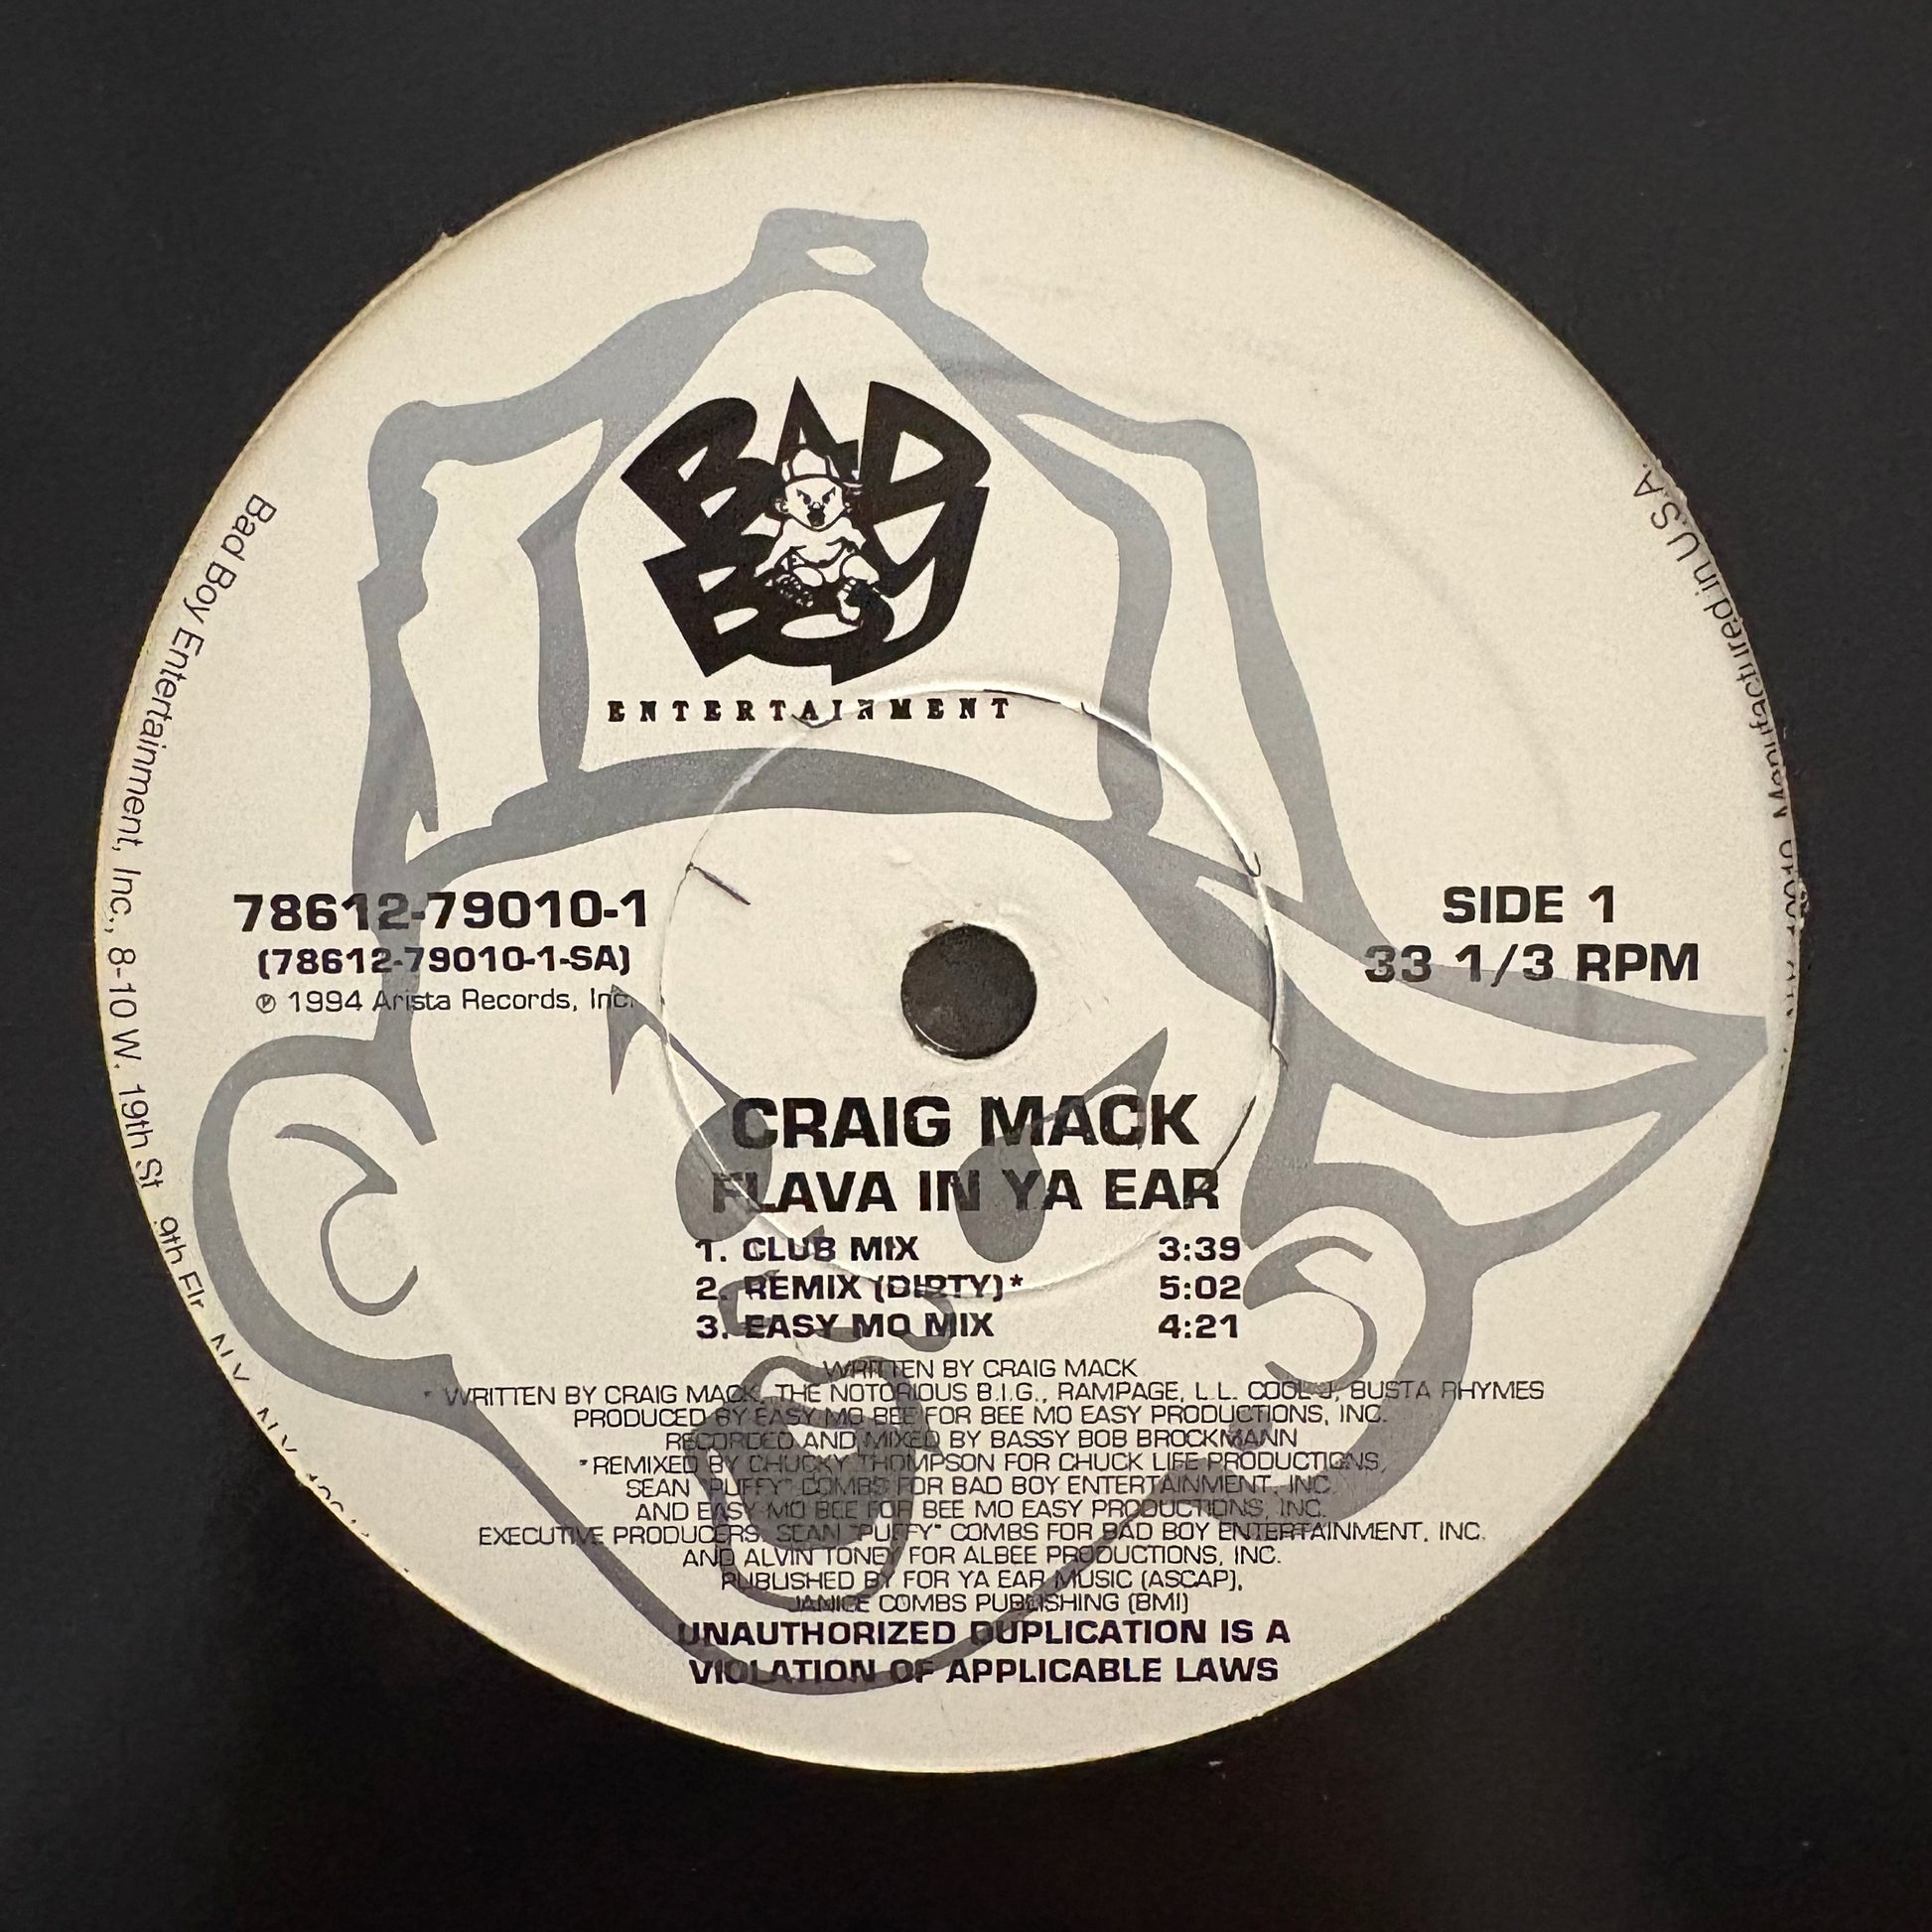 BAD
BOY
ENTERTAINMENT
Bad Boy Entertainment, Inc., 8-10 W. 19th St 9th Flr
Manufactured in U.S.A.
78612-79010-1
(78612-79010-1-SA)
℗ 1994 Arista Records, Inc.
SIDE 1
33 1/3 RPM
CRAIG MACK
FLAVA IN YA EAR
1. CLUB MIX 3:39
2. REMIX (DIRTY)* 5:02
3. EASY MO MIX 4:21
WRITTEN BY CRAIG MACK
* WRITTEN BY CRAIG MACK, THE NOTORIOUS B.I.G., RAMPAGE, L.L. COOL J, BUSTA RHYMES
PRODUCED BY EASY MO BEE FOR BEE MO EASY PRODUCTIONS, INC.
RECORDED AND MIXED BY BASSY BOB BROCKMANN
*REMIXED BY CHUCKY THOMPSON FOR CHUCK LIFE PRODUCTIONS,
SEAN "PUFFY" COMBS FOR BAD BOY ENTERTAINMENT, INC.
AND EASY MO BEE FOR BEE MO EASY PRODUCTIONS, INC.
EXECUTIVE PRODUCERS: SEAN "PUFFY" COMBS FOR BAD BOY ENTERTAINMENT, INC.
AND ALVIN TONEY FOR ALBEE PRODUCTIONS, INC.
PUBLISHED BY FOR YA EAR MUSIC (ASCAP),
JANICE COMBS PUBLISHING (BMI)
UNAUTHORIZED DUPLICATION IS A
VIOLATION OF APPLICABLE LAWS